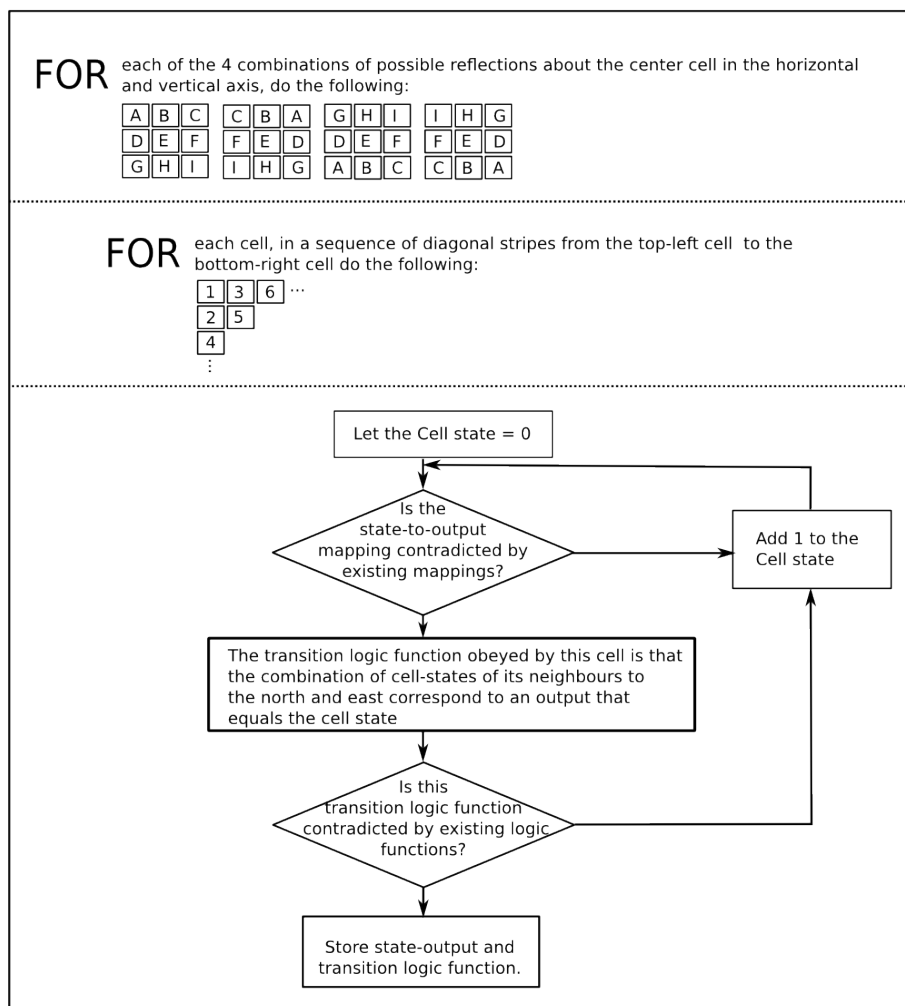 FOR each of the 4 combinations of possible reflections about the center cell in the horizontal
and vertical axis, do the following:
A B C C B A G H I I H G
D E F F E D D E F F E D
G H I I H G A B C C B A
FOR each cell, in a sequence of diagonal stripes from the top-left cell to the
bottom-right cell do the following:
1 3 6 ...
2 5
4
⋮
Let the Cell state = 0
Is the
state-to-output
mapping contradicted by
existing mappings?
Add 1 to the
Cell state
The transition logic function obeyed by this cell is that
the combination of cell-states of its neighbours to
the north and east correspond to an output that
equals the cell state
Is this
transition logic function
contradicted by existing logic
functions?
Store state-output and
transition logic function.